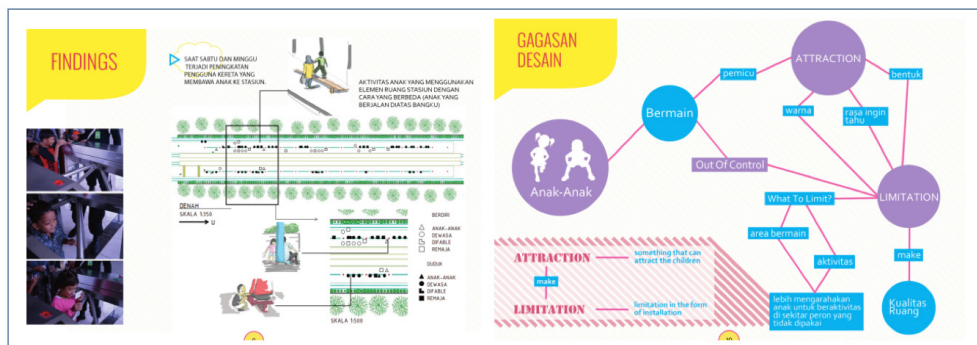 FINDINGS
SAAT SABTU DAN MINGGU
TERJADI PENINGKATAN
PENGGUNA KERETA YANG
MEMBAWA ANAK KE STASIUN.
AKTIVITAS ANAK YANG MENGGUNAKAN
ELEMEN RUANG STASIUN DENGAN
CARA YANG BERBEDA (ANAK YANG
BERJALAN DIATAS BANGKU)
DENAH
SKALA 1:350
U
BERDIRI
ANAK-ANAK
DEWASA
DIFABLE
REMAJA
DUDUK
ANAK-ANAK
DEWASA
DIFABLE
REMAJA
SKALA 1:500
GAGASAN
DESAIN
ATTRACTION
pemicu
bentuk
Bermain
warna
rasa ingin
tahu
Out Of Control
Anak-Anak
What To Limit?
LIMITATION
area bermain
aktivitas
make
ATTRACTION
something that can
attract the children
make
LIMITATION
limitation in the form
of installation
lebih mengarahakan
anak untuk beraktivitas
di sekitar peron yang
tidak dipakai
Kualitas
Ruang